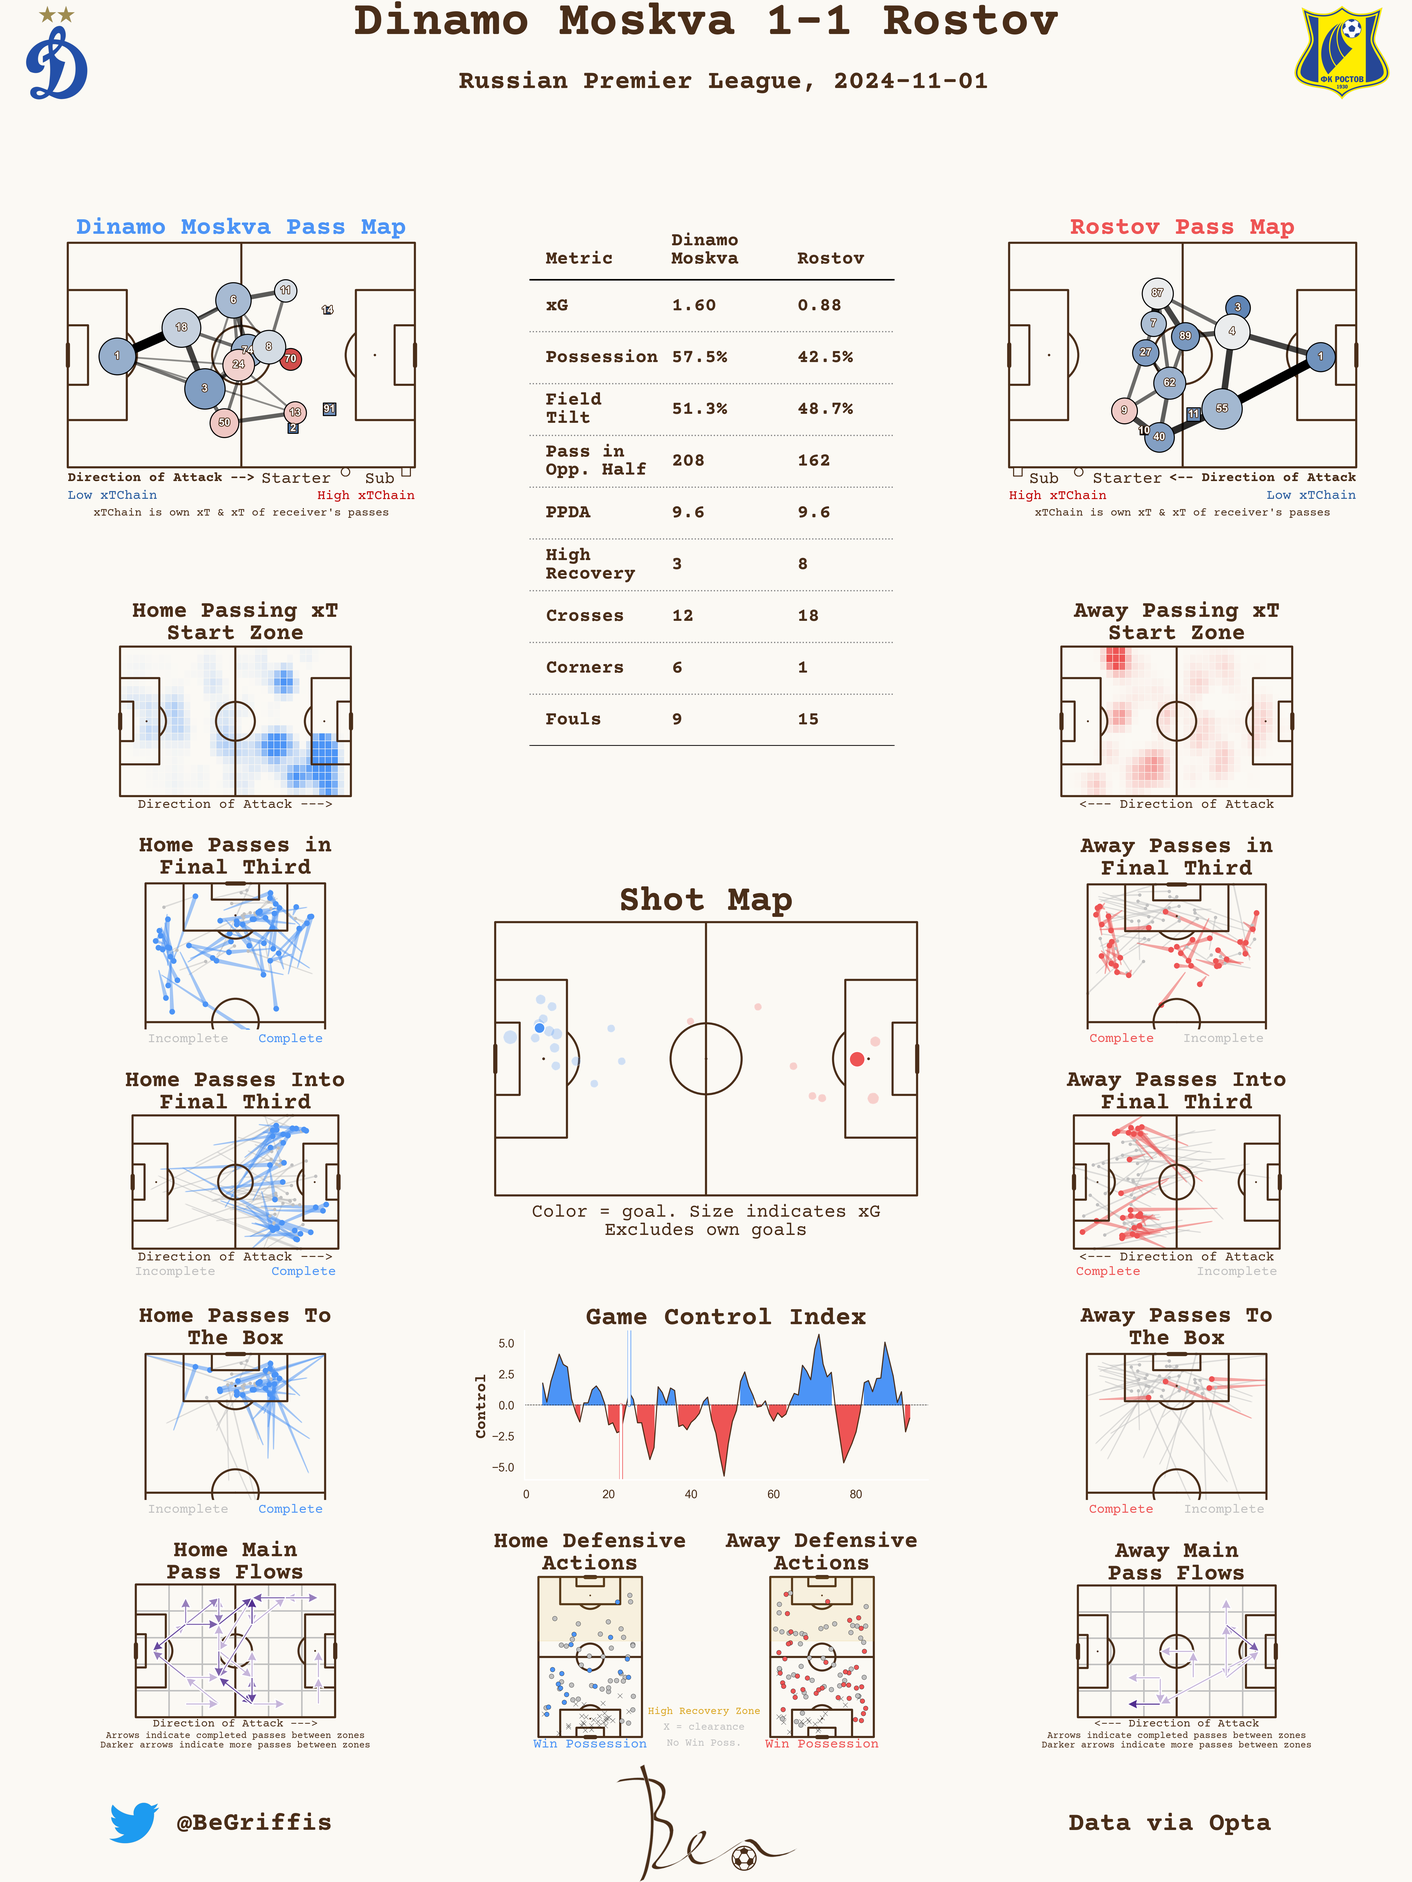 Dinamo Moskva 1-1 Rostov
Russian Premier League, 2024-11-01
ФК РОСТОВ
1930
Dinamo Moskva Pass Map
11
6
14
18
8
74
1
70
24
3
91
13
50
2
Direction of Attack --> Starter Sub
Low xTChain High xTChain
xTChain is own xT & xT of receiver's passes
Metric Dinamo Moskva Rostov
xG 1.60 0.88
Possession 57.5% 42.5%
Field Tilt 51.3% 48.7%
Pass in Opp. Half 208 162
PPDA 9.6 9.6
High Recovery 3 8
Crosses 12 18
Corners 6 1
Fouls 9 15
Rostov Pass Map
87
3
7
4
89
27
1
62
9
11
55
10
40
Sub Starter <-- Direction of Attack
High xTChain Low xTChain
xTChain is own xT & xT of receiver's passes
Home Passing xT
Start Zone
Direction of Attack --->
Away Passing xT
Start Zone
<--- Direction of Attack
Home Passes in
Final Third
Incomplete Complete
Away Passes in
Final Third
Complete Incomplete
Shot Map
Color = goal. Size indicates xG
Excludes own goals
Home Passes Into
Final Third
Direction of Attack --->
Incomplete Complete
Away Passes Into
Final Third
<--- Direction of Attack
Complete Incomplete
Home Passes To
The Box
Incomplete Complete
Game Control Index
Control
5.0
2.5
0.0
−2.5
−5.0
0 20 40 60 80
Away Passes To
The Box
Complete Incomplete
Home Main
Pass Flows
Direction of Attack --->
Arrows indicate completed passes between zones
Darker arrows indicate more passes between zones
Home Defensive
Actions
Win Possession
High Recovery Zone
X = clearance
No Win Poss.
Away Defensive
Actions
Win Possession
Away Main
Pass Flows
<--- Direction of Attack
Arrows indicate completed passes between zones
Darker arrows indicate more passes between zones
@BeGriffis
Ben
Data via Opta